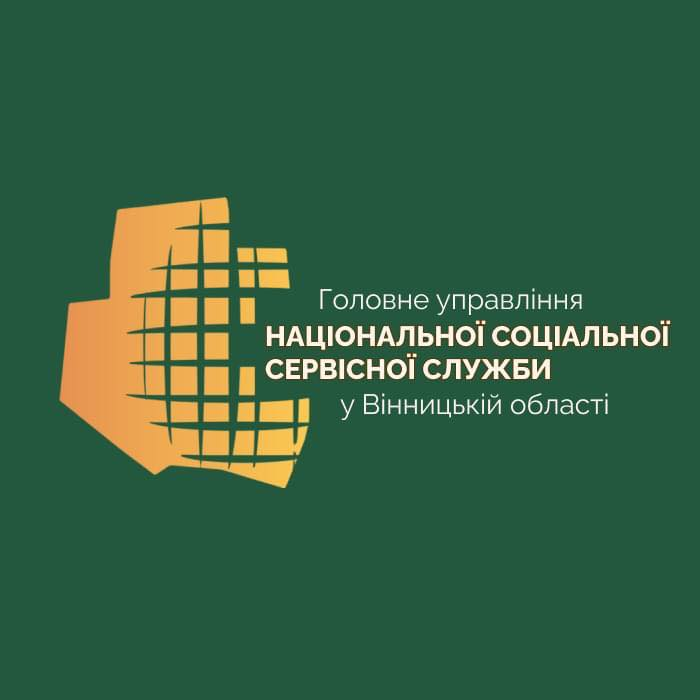 Головне управління
НАЦІОНАЛЬНОЇ СОЦІАЛЬНОЇ
СЕРВІСНОЇ СЛУЖБИ
у Вінницькій області